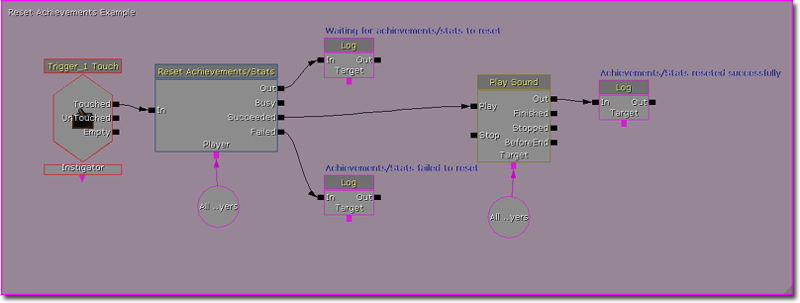 Reset Achievements Example
Waiting for achievements/stats to reset
Log
In Out
Target
Trigger_1 Touch
Touched
UnTouched
Empty
Instigator
Reset Achievements/Stats
In
Out
Busy
Succeeded
Failed
Player
All ..yers
Achievements/Stats failed to reset
Log
In Out
Target
Play Sound
Play
Stop
Out
Finished
Stopped
BeforeEnd
Target
All ..yers
Achievements/Stats reseted successfully
Log
In Out
Target